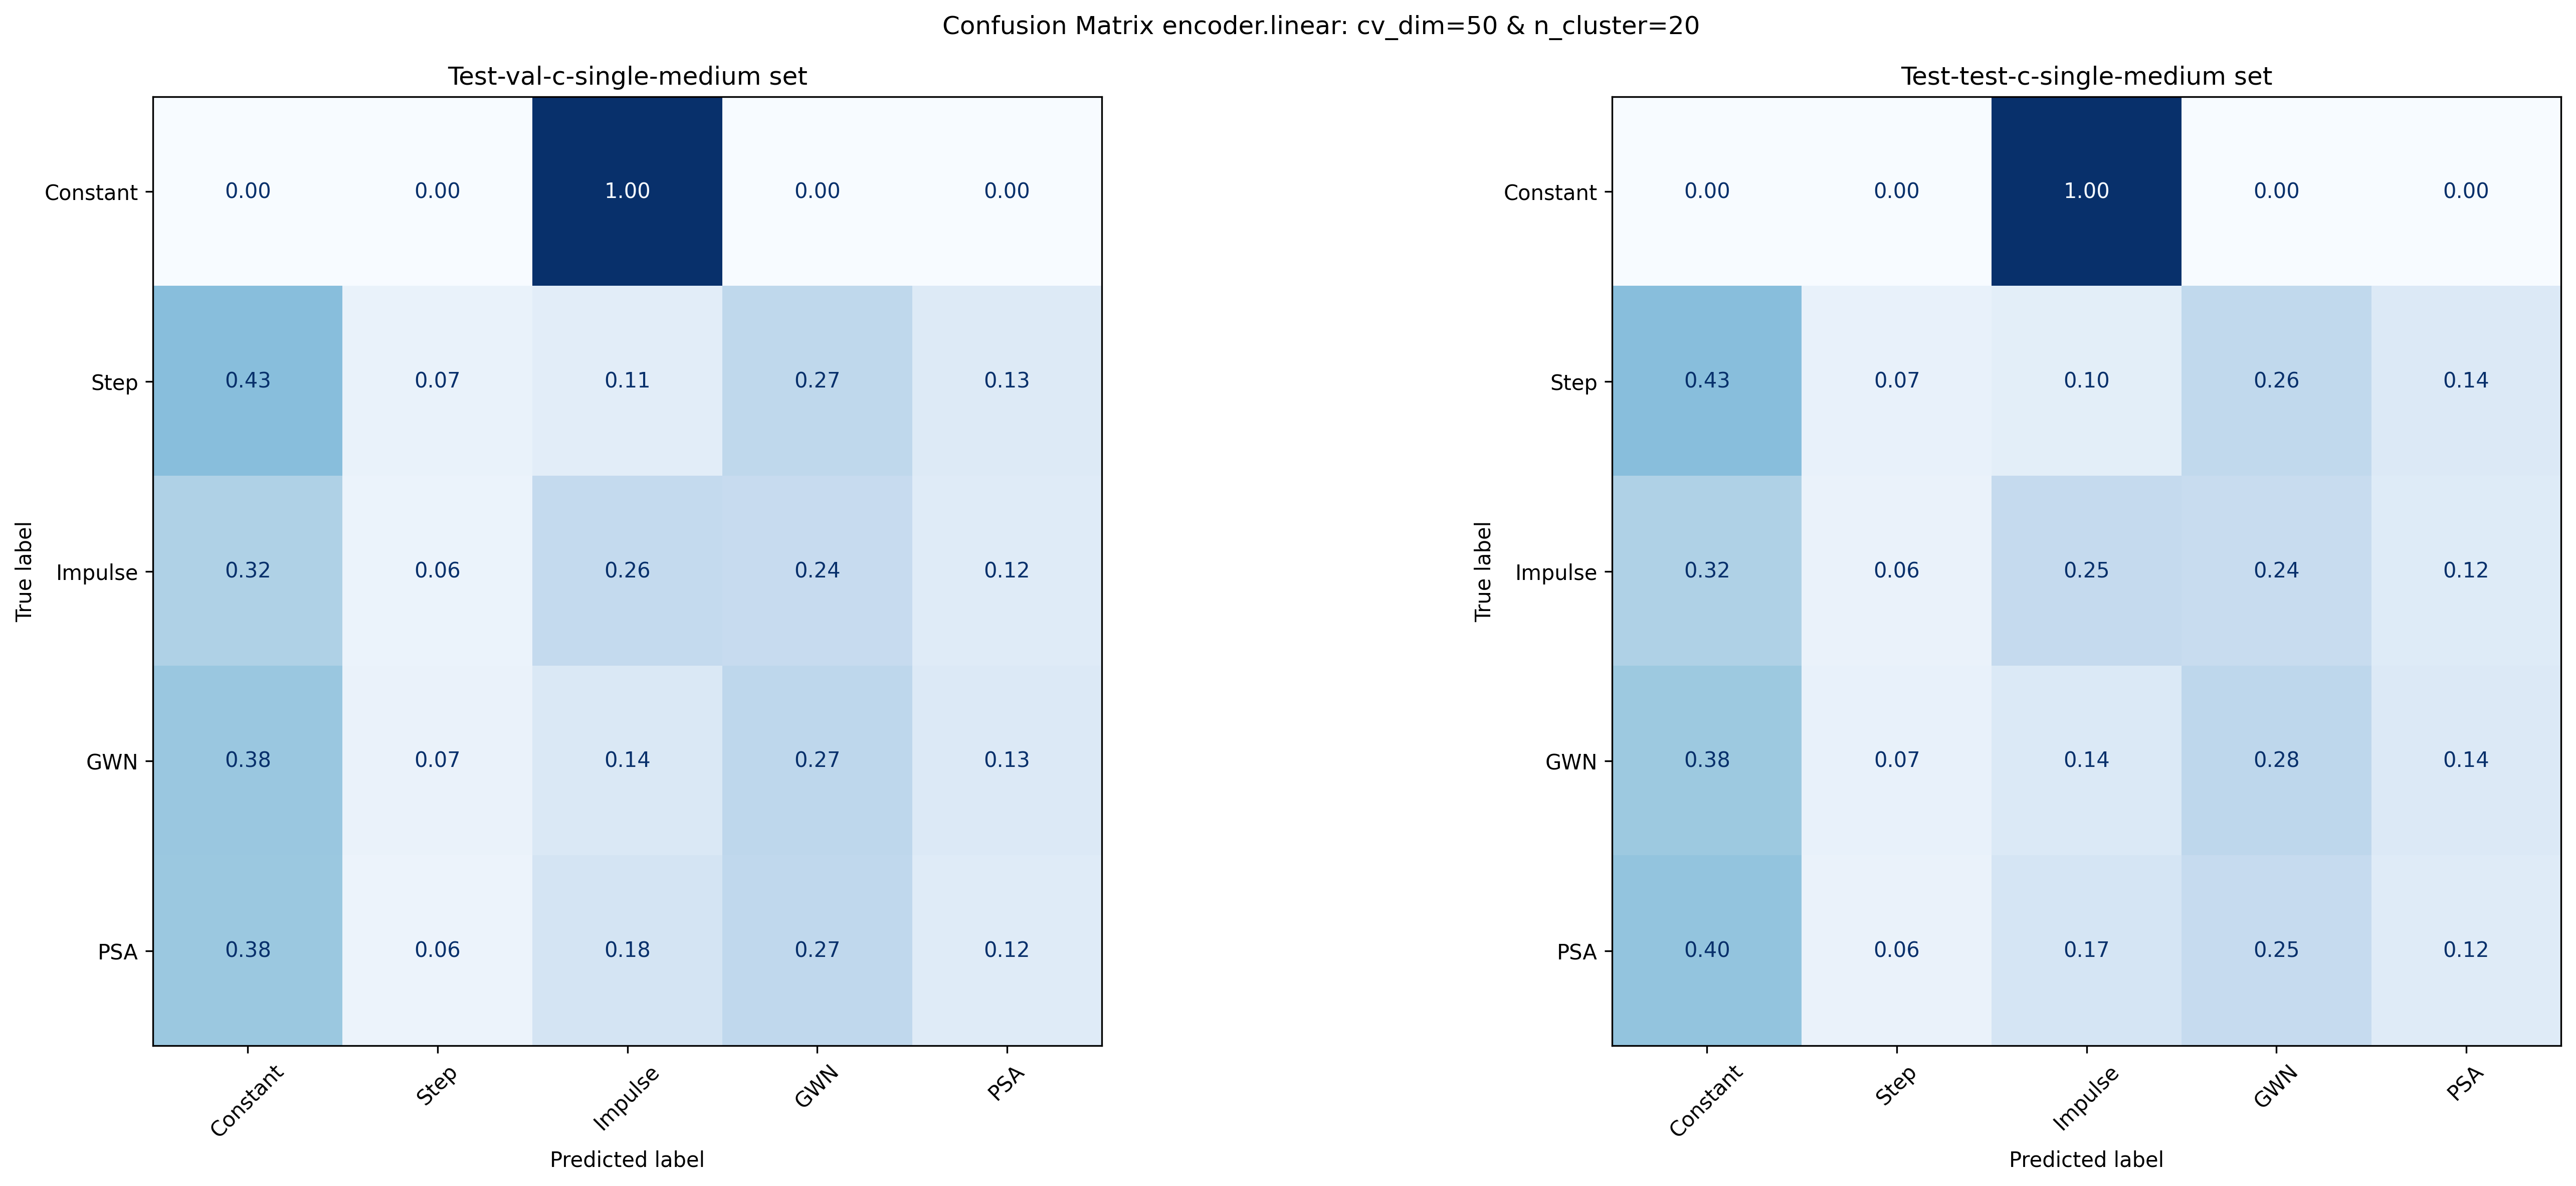 Confusion Matrix encoder.linear: cv_dim=50 & n_cluster=20
Test-val-c-single-medium set
True label
Constant 0.00 0.00 1.00 0.00 0.00
Step 0.43 0.07 0.11 0.27 0.13
Impulse 0.32 0.06 0.26 0.24 0.12
GWN 0.38 0.07 0.14 0.27 0.13
PSA 0.38 0.06 0.18 0.27 0.12
Constant Step Impulse GWN PSA
Predicted label
Test-test-c-single-medium set
True label
Constant 0.00 0.00 1.00 0.00 0.00
Step 0.43 0.07 0.10 0.26 0.14
Impulse 0.32 0.06 0.25 0.24 0.12
GWN 0.38 0.07 0.14 0.28 0.14
PSA 0.40 0.06 0.17 0.25 0.12
Constant Step Impulse GWN PSA
Predicted label